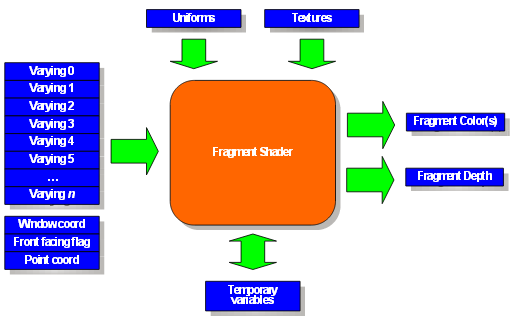 Uniforms
Textures
Varying 0
Varying 1
Varying 2
Varying 3
Varying 4
Varying 5
...
Varying n
Window coord
Front facing flag
Point coord
Fragment Shader
Fragment Color(s)
Fragment Depth
Temporary
variables